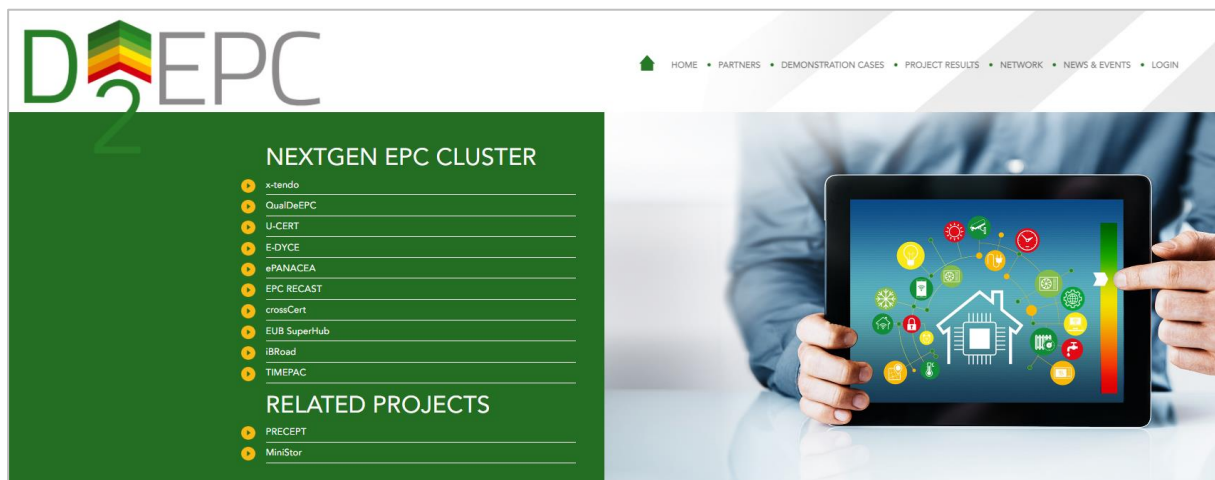 D2EPC
HOME • PARTNERS • DEMONSTRATION CASES • PROJECT RESULTS • NETWORK • NEWS & EVENTS • LOGIN
NEXTGEN EPC CLUSTER
x-tendo
QualDeEPC
U-CERT
E-DYCE
ePANACEA
EPC RECAST
crossCert
EUB SuperHub
iBRoad
TIMEPAC
RELATED PROJECTS
PRECEPT
MiniStor